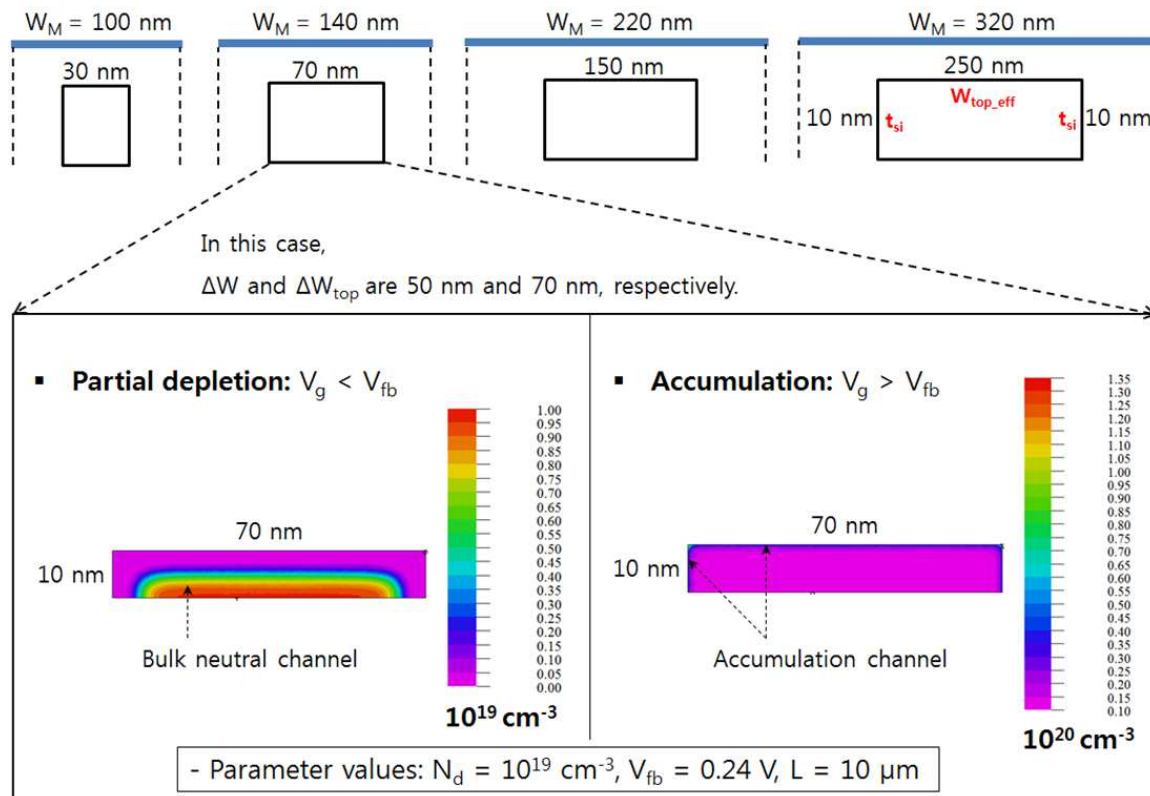 W_M = 100 nm
W_M = 140 nm
W_M = 220 nm
W_M = 320 nm
30 nm
70 nm
150 nm
250 nm
W_top_eff
10 nm
t_si
t_si
10 nm
In this case,
ΔW and ΔW_top are 50 nm and 70 nm, respectively.
▪ Partial depletion: V_g < V_fb
1.00
0.95
0.90
0.85
0.80
0.75
0.70
0.65
0.60
0.55
0.50
0.45
0.40
0.35
0.30
0.25
0.20
0.15
0.10
0.05
0.00
70 nm
10 nm
Bulk neutral channel
10¹⁹ cm⁻³
▪ Accumulation: V_g > V_fb
1.35
1.30
1.25
1.20
1.15
1.10
1.05
1.00
0.95
0.90
0.85
0.80
0.75
0.70
0.65
0.60
0.55
0.50
0.45
0.40
0.35
0.30
0.25
0.20
0.15
0.10
70 nm
10 nm
Accumulation channel
10²⁰ cm⁻³
- Parameter values: N_d = 10¹⁹ cm⁻³, V_fb = 0.24 V, L = 10 μm